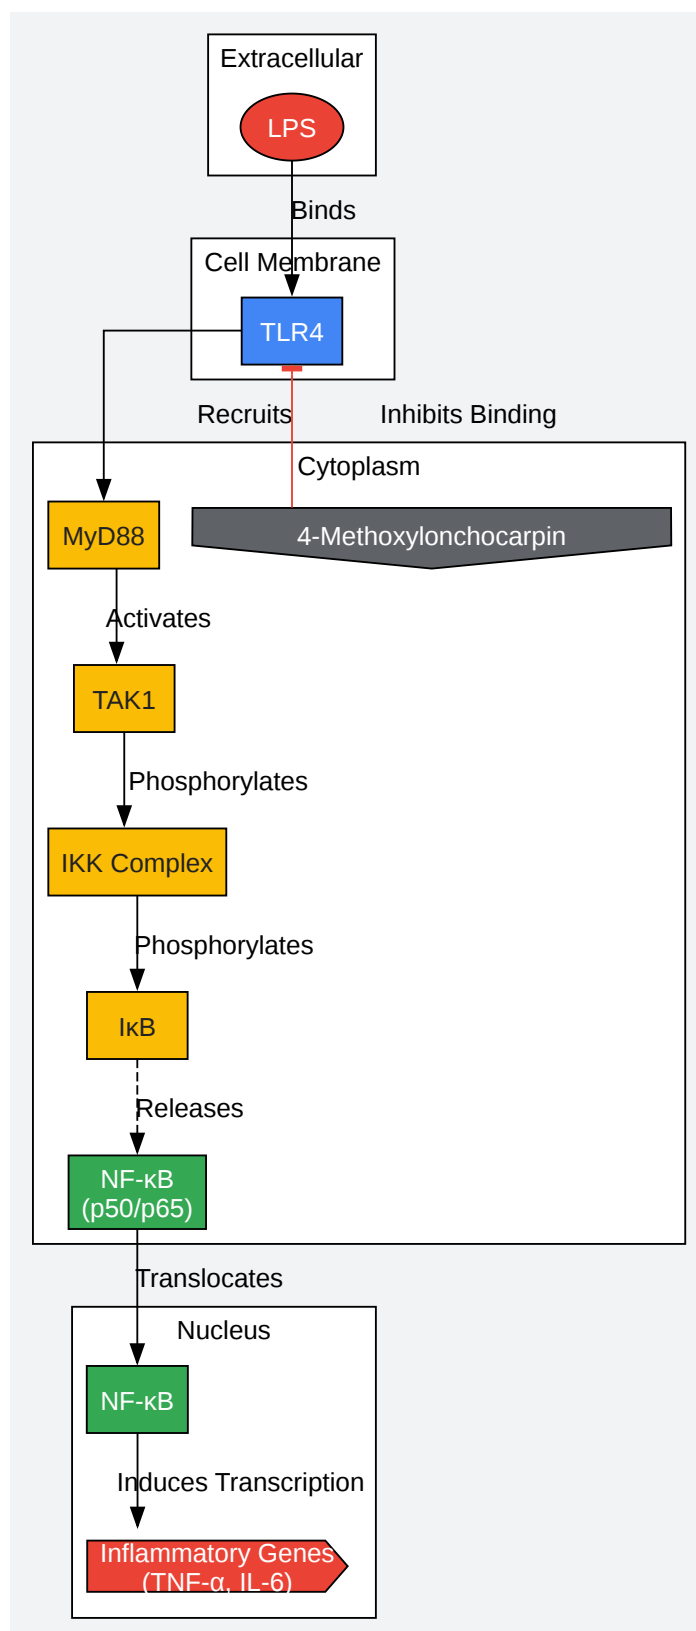 Extracellular
LPS
Binds
Cell Membrane
TLR4
Recruits
Inhibits Binding
Cytoplasm
MyD88
4-Methoxylonchocarpin
Activates
TAK1
Phosphorylates
IKK Complex
Phosphorylates
IκB
Releases
NF-κB
(p50/p65)
Translocates
Nucleus
NF-κB
Induces Transcription
Inflammatory Genes
(TNF-α, IL-6)